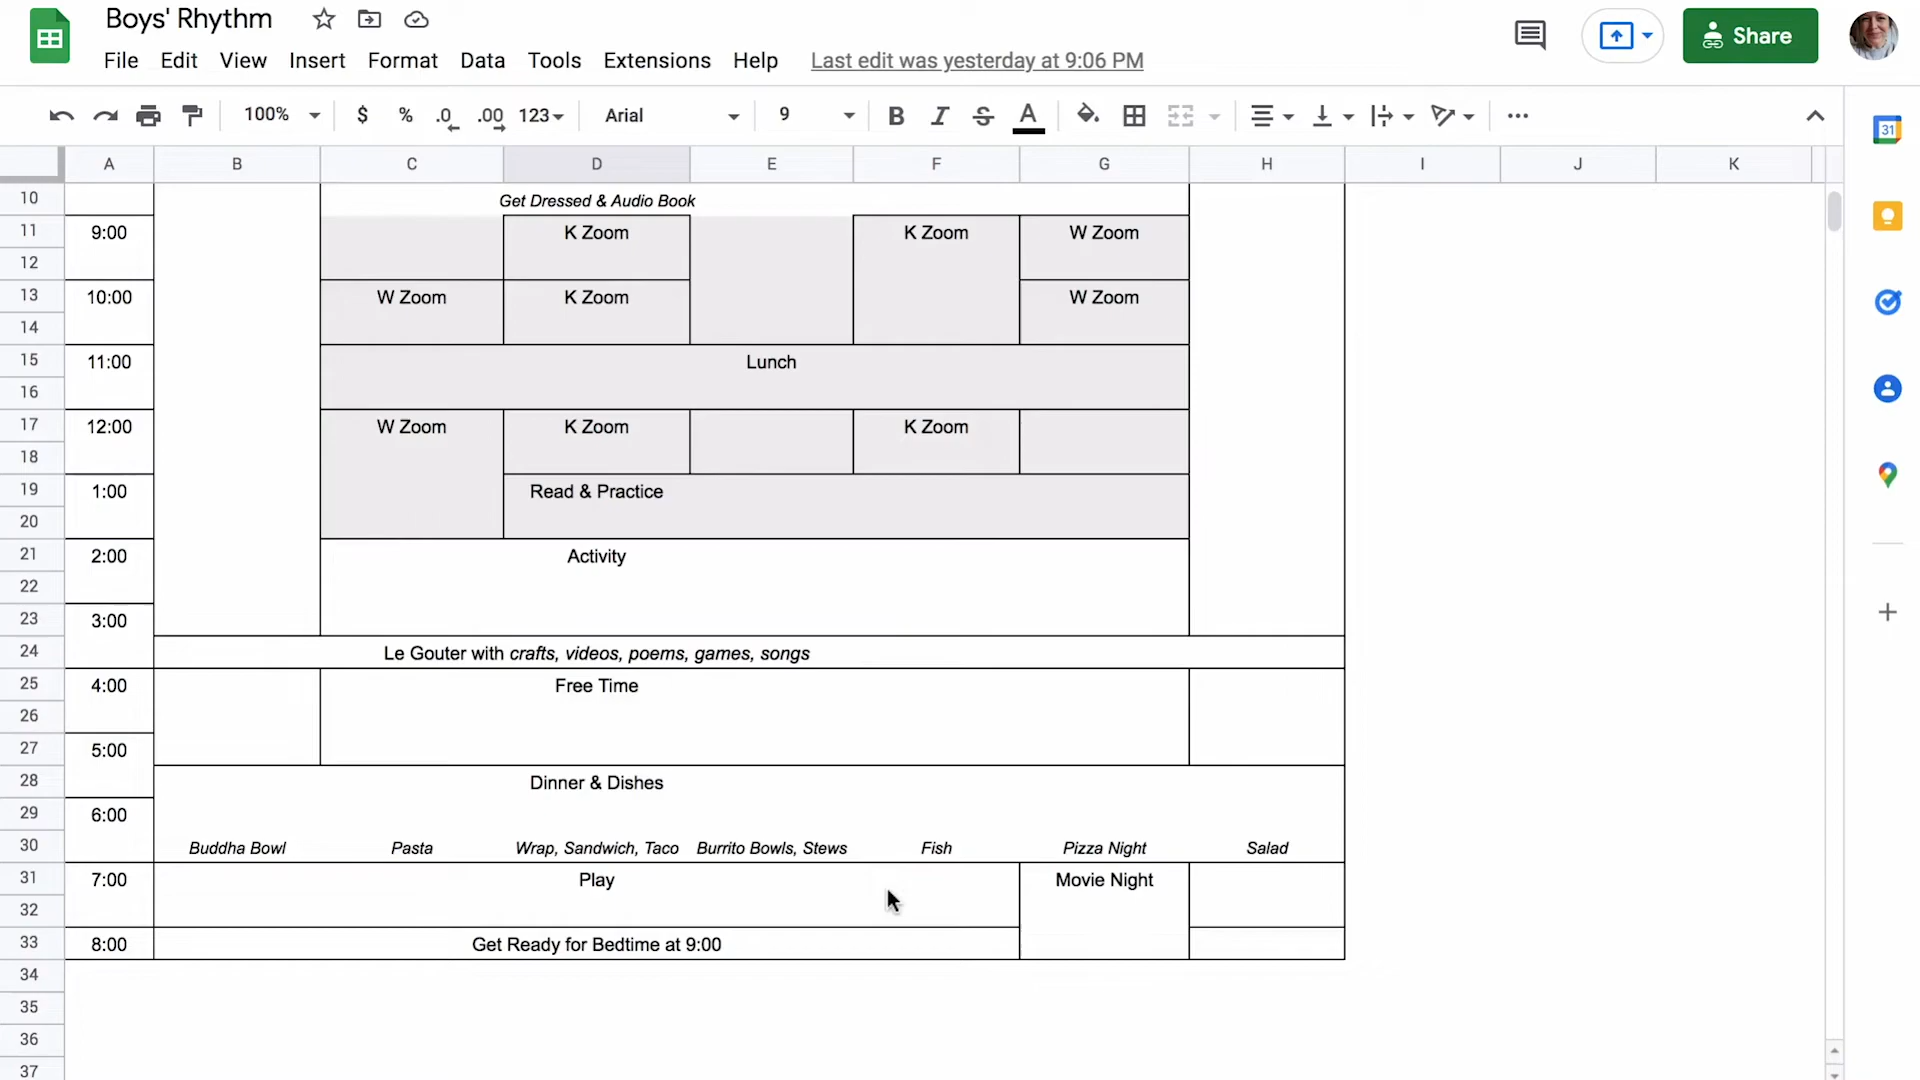 Boys' Rhythm
Share
File Edit View Insert Format Data Tools Extensions Help Last edit was yesterday at 9:06 PM
100% $ % .0 .00 123 Arial 9 B I S A
31
A B C D E F G H I J K
10 Get Dressed & Audio Book
11 9:00 K Zoom K Zoom W Zoom
12
13 10:00 W Zoom K Zoom W Zoom
14
15 11:00 Lunch
16
17 12:00 W Zoom K Zoom K Zoom
18
19 1:00 Read & Practice
20
21 2:00 Activity
22
23 3:00
24 Le Gouter with crafts, videos, poems, games, songs
25 4:00 Free Time
26
27 5:00
28 Dinner & Dishes
29 6:00
30 Buddha Bowl Pasta Wrap, Sandwich, Taco Burrito Bowls, Stews Fish Pizza Night Salad
31 7:00 Play Movie Night
32
33 8:00 Get Ready for Bedtime at 9:00
34
35
36
37